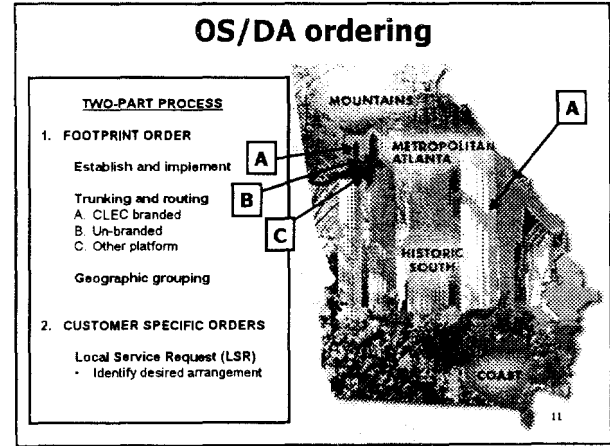 OS/DA ordering
TWO-PART PROCESS
1. FOOTPRINT ORDER
Establish and implement
Trunking and routing
A. CLEC branded
B. Un-branded
C. Other platform
Geographic grouping
2. CUSTOMER SPECIFIC ORDERS
Local Service Request (LSR)
• Identify desired arrangement
MOUNTAINS
A
A
METROPOLITAN
ATLANTA
B
C
HISTORIC
SOUTH
COAST
11